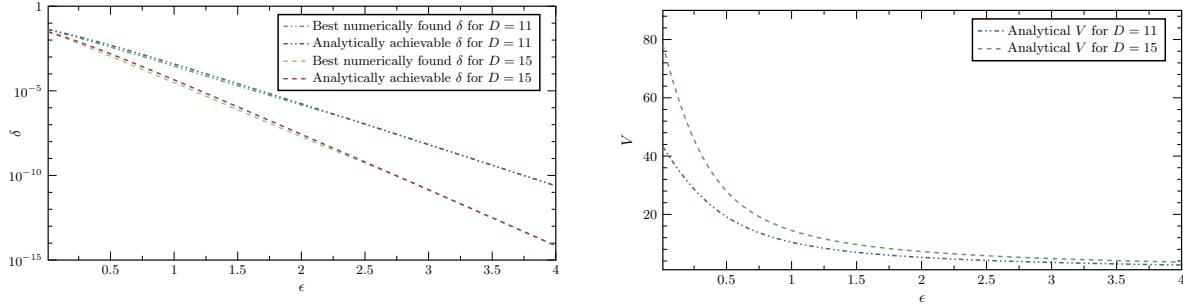 1
10^−5
10^−10
10^−15
δ
Best numerically found δ for D = 11
Analytically achievable δ for D = 11
Best numerically found δ for D = 15
Analytically achievable δ for D = 15
0.5 1 1.5 2 2.5 3 3.5 4
ϵ
80
60
40
20
V
Analytical V for D = 11
Analytical V for D = 15
0.5 1 1.5 2 2.5 3 3.5 4
ϵ